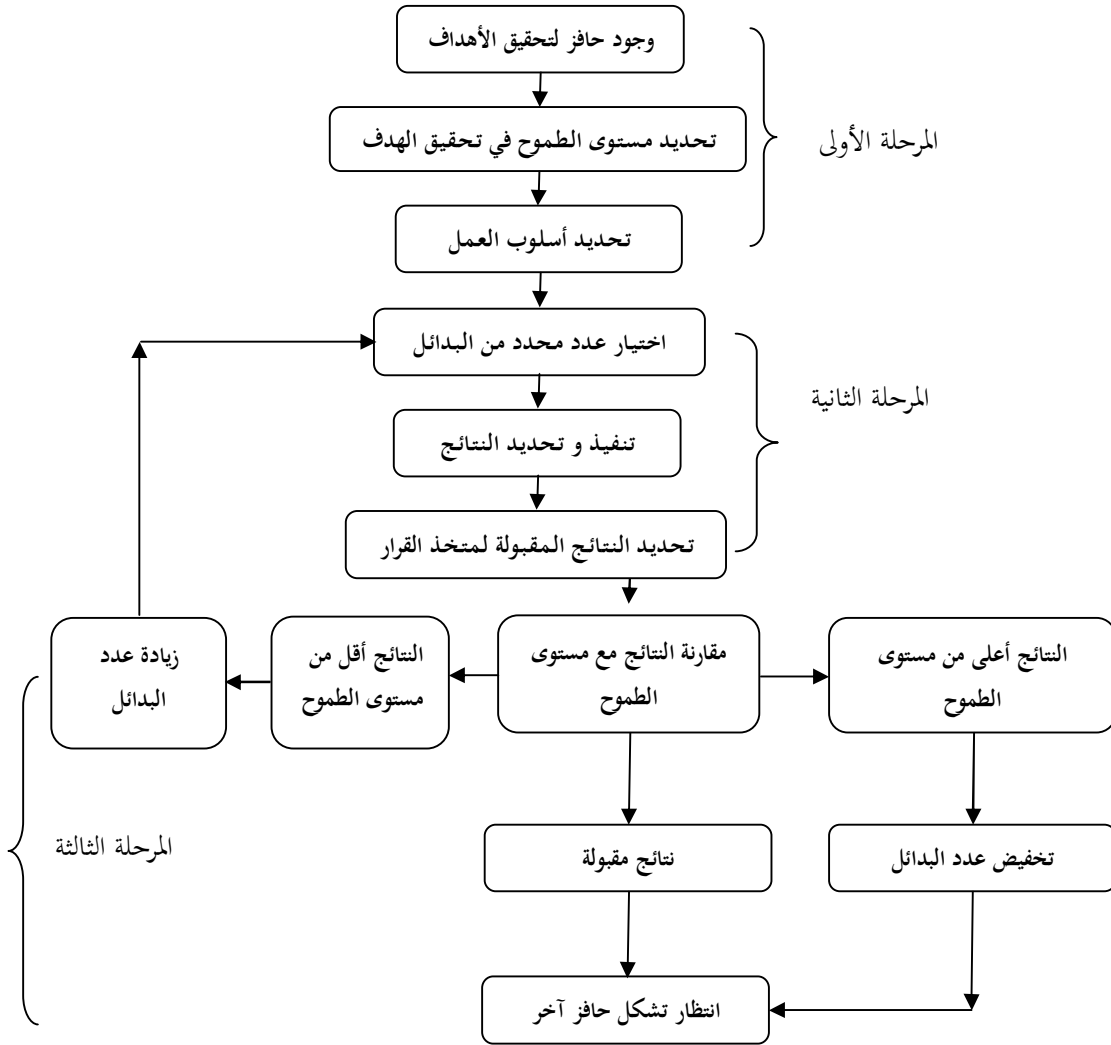 وجود حافز لتحقيق الأهداف
تحديد مستوى الطموح في تحقيق الهدف
المرحلة الأولى
تحديد أسلوب العمل
اختيار عدد محدد من البدائل
المرحلة الثانية
تنفيذ و تحديد النتائج
تحديد النتائج المقبولة لمتخذ القرار
النتائج أعلى من مستوى
الطموح
مقارنة النتائج مع مستوى
الطموح
النتائج أقل من
مستوى الطموح
زيادة عدد
البدائل
المرحلة الثالثة
تخفيض عدد البدائل
نتائج مقبولة
انتظار تشكل حافز آخر